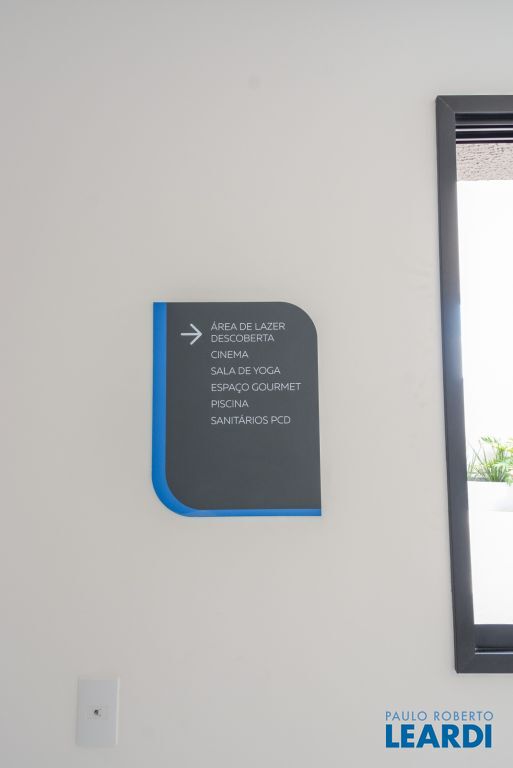 ÁREA DE LAZER
DESCOBERTA
CINEMA
SALA DE YOGA
ESPAÇO GOURMET
PISCINA
SANITÁRIOS PCD
PAULO ROBERTO
LEARDI